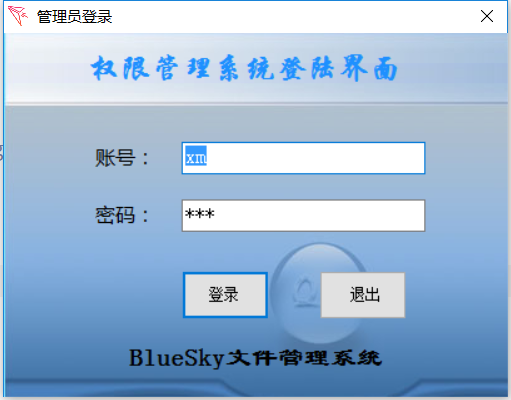 管理员登录
权限管理系统登陆界面
账号： xm
密码： ***
登录 退出
BlueSky文件管理系统